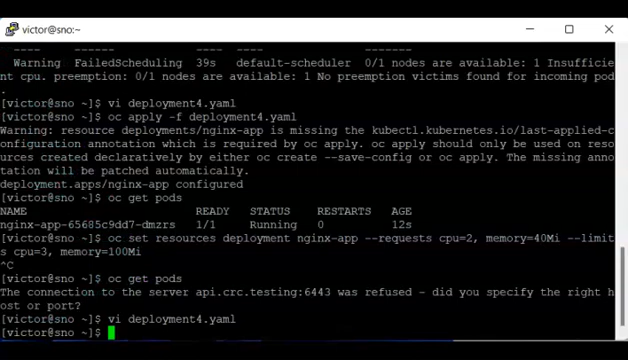 victor@sno:~
Warning  FailedScheduling  39s  default-scheduler  0/1 nodes are available: 1 Insufficie
nt cpu. preemption: 0/1 nodes are available: 1 No preemption victims found for incoming pod
.
[victor@sno ~]$ vi deployment4.yaml
[victor@sno ~]$ oc apply -f deployment4.yaml
Warning: resource deployments/nginx-app is missing the kubectl.kubernetes.io/last-applied-c
onfiguration annotation which is required by oc apply. oc apply should only be used on reso
urces created declaratively by either oc create --save-config or oc apply. The missing anno
tation will be patched automatically.
deployment.apps/nginx-app configured
[victor@sno ~]$ oc get pods
NAME  READY  STATUS  RESTARTS  AGE
nginx-app-65685c9dd7-dmzrs  1/1  Running  0  12s
[victor@sno ~]$ oc set resources deployment nginx-app --requests cpu=2, memory=40Mi --limit
s cpu=3, memory=100Mi
^C
[victor@sno ~]$ oc get pods
The connection to the server api.crc.testing:6443 was refused - did you specify the right h
ost or port?
[victor@sno ~]$ vi deployment4.yaml
[victor@sno ~]$